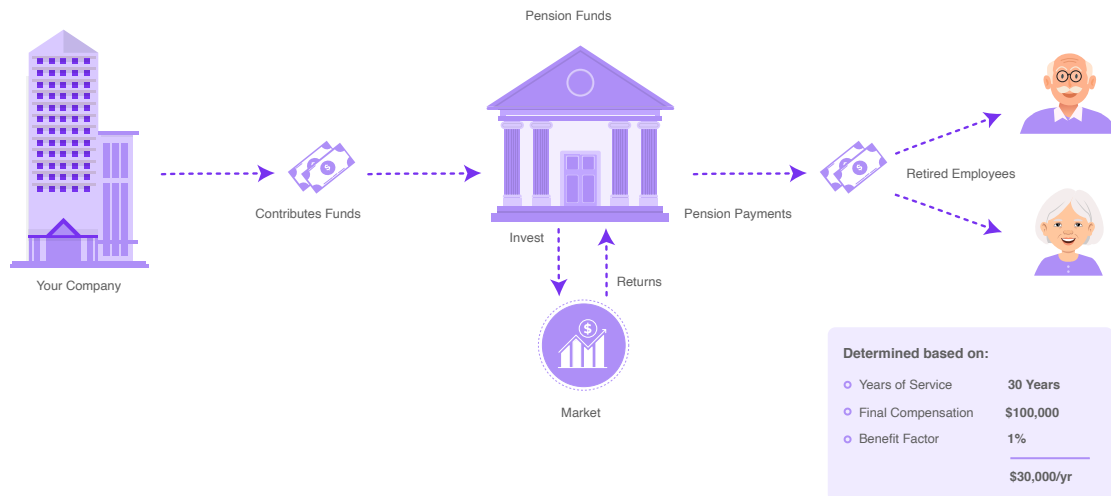 Pension Funds
Contributes Funds
Pension Payments
Retired Employees
Invest
Returns
Your Company
Market
Determined based on:
Years of Service 30 Years
Final Compensation $100,000
Benefit Factor 1%
$30,000/yr
$
$
$